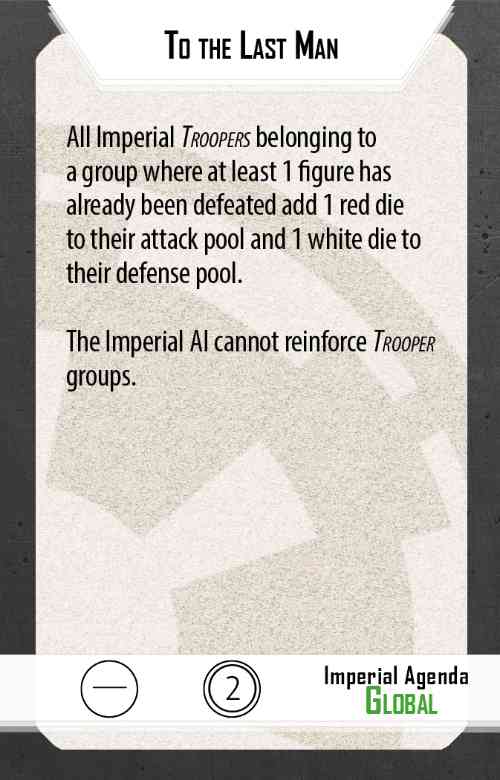 To the Last Man
All Imperial Troopers belonging to
a group where at least 1 figure has
already been defeated add 1 red die
to their attack pool and 1 white die to
their defense pool.
The Imperial AI cannot reinforce Trooper
groups.
— 2 Imperial Agenda
Global